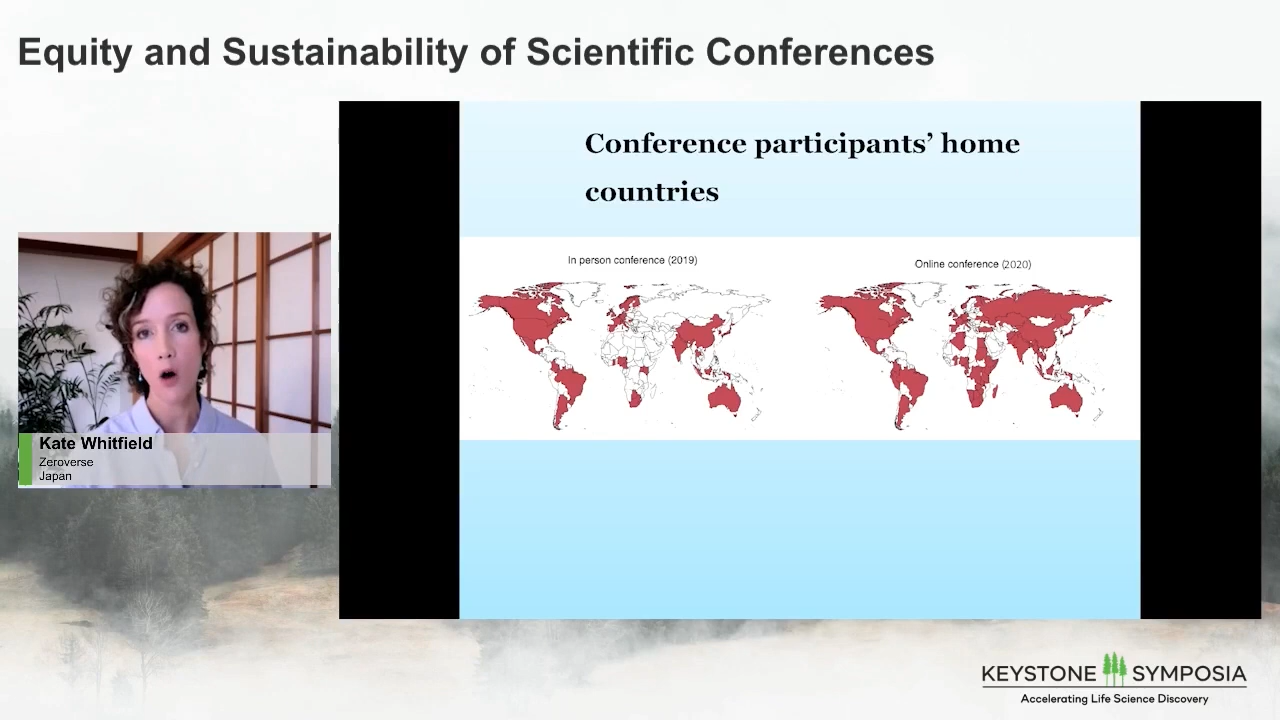 Equity and Sustainability of Scientific Conferences
Conference participants’ home
countries
In person conference (2019)
Online conference (2020)
Kate Whitfield
Zeroverse
Japan
KEYSTONE SYMPOSIA
Accelerating Life Science Discovery